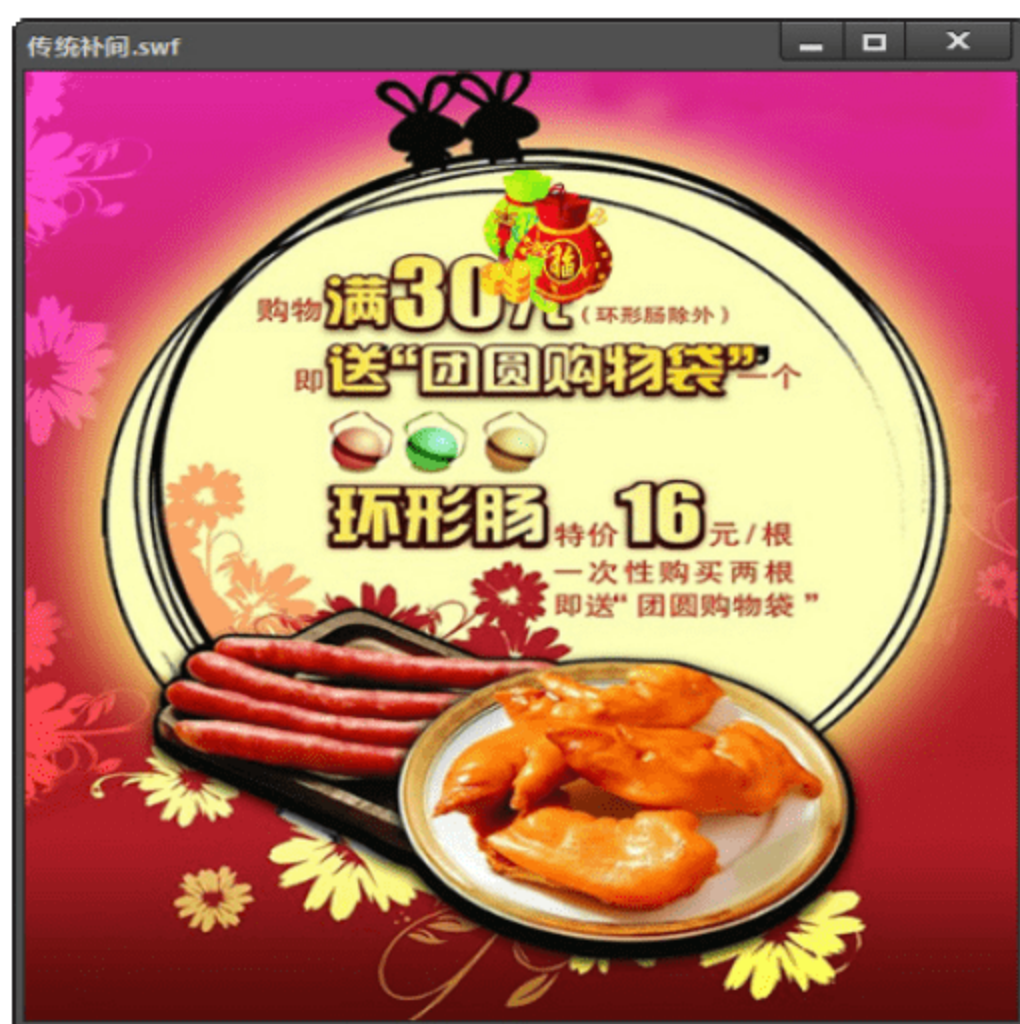 传统补间.swf
福
购物满30元(环形肠除外)
即送“团圆购物袋”一个
环形肠 特价16元/根
一次性购买两根
即送“团圆购物袋”